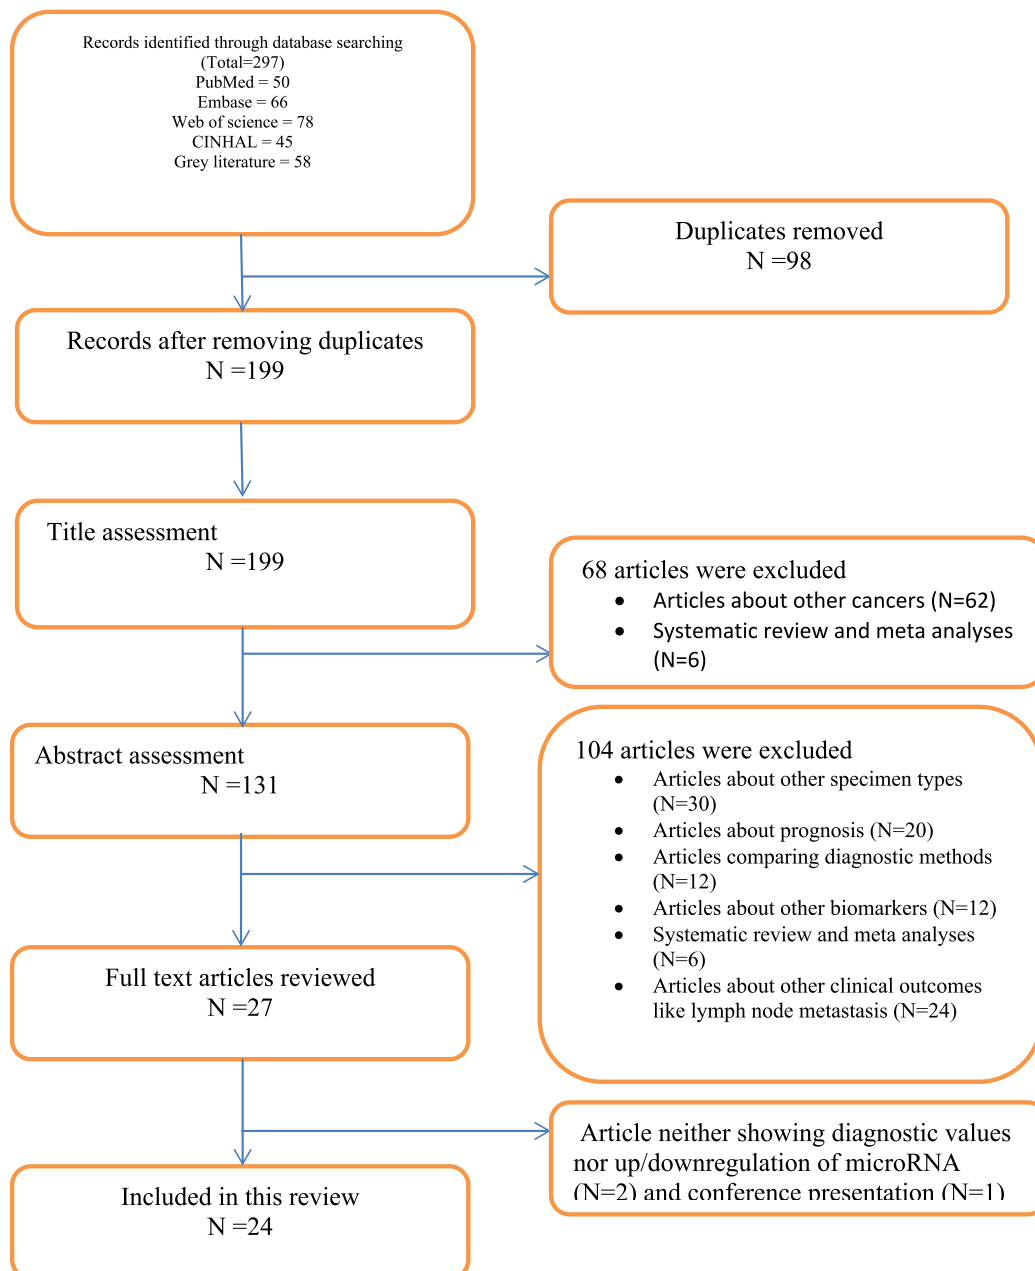 Records identified through database searching
(Total=297)
PubMed = 50
Embase = 66
Web of science = 78
CINHAL = 45
Grey literature = 58
Duplicates removed
N =98
Records after removing duplicates
N =199
Title assessment
N =199
68 articles were excluded
• Articles about other cancers (N=62)
• Systematic review and meta analyses
(N=6)
Abstract assessment
N =131
104 articles were excluded
• Articles about other specimen types
(N=30)
• Articles about prognosis (N=20)
• Articles comparing diagnostic methods
(N=12)
• Articles about other biomarkers (N=12)
• Systematic review and meta analyses
(N=6)
• Articles about other clinical outcomes
like lymph node metastasis (N=24)
Full text articles reviewed
N =27
Article neither showing diagnostic values
nor up/downregulation of microRNA
(N=2) and conference presentation (N=1)
Included in this review
N =24